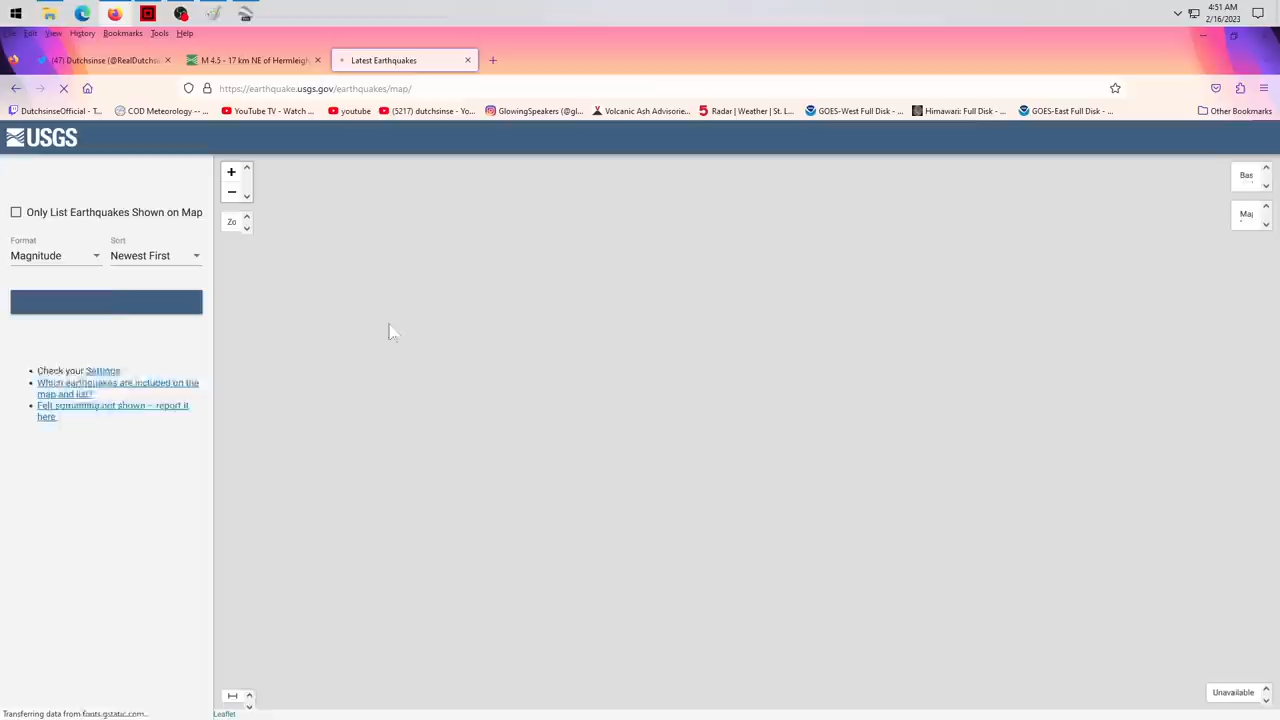 4:51 AM
2/16/2023
File Edit View History Bookmarks Tools Help
(47) Dutchsinse (@RealDutchs
M 4.5 - 17 km NE of Hermleigh
Latest Earthquakes
https://earthquake.usgs.gov/earthquakes/map/
DutchsinseOfficial - T...
COD Meteorology -- ...
YouTube TV - Watch ...
youtube
(5217) dutchsinse - Yo...
GlowingSpeakers (@gl...
Volcanic Ash Advisorie...
Radar | Weather | St. L...
GOES-West Full Disk - ...
Himawari: Full Disk - ...
GOES-East Full Disk - ...
Other Bookmarks
USGS
+
−
Zo
Bas
Map
Only List Earthquakes Shown on Map
Format
Sort
Magnitude
Newest First
Check your Settings
Which earthquakes are included on the
map and list?
Felt something not shown – report it
here.
Unavailable
Transferring data from fonts.gstatic.com...
Leaflet